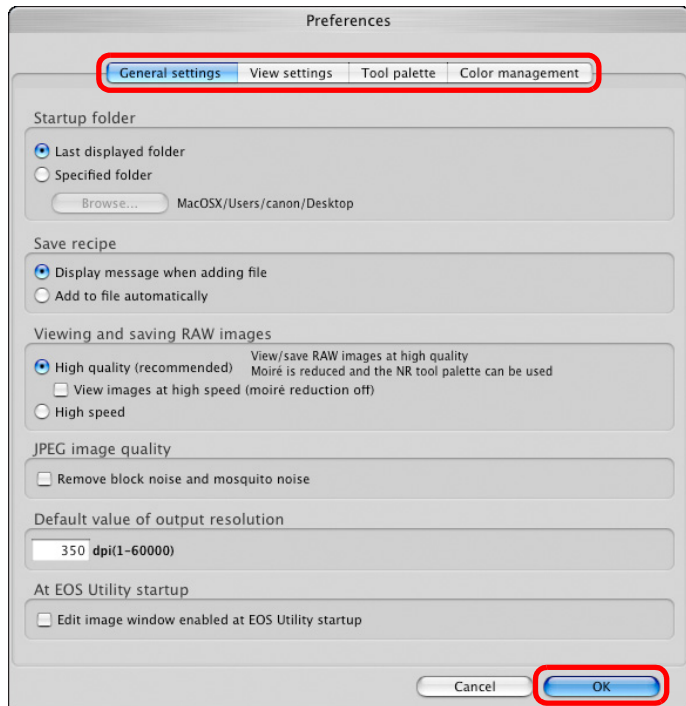 Preferences
General settings View settings Tool palette Color management
Startup folder
Last displayed folder
Specified folder
Browse... MacOSX/Users/canon/Desktop
Save recipe
Display message when adding file
Add to file automatically
Viewing and saving RAW images
High quality (recommended) View/save RAW images at high quality
Moiré is reduced and the NR tool palette can be used
View images at high speed (moiré reduction off)
High speed
JPEG image quality
Remove block noise and mosquito noise
Default value of output resolution
350 dpi(1-60000)
At EOS Utility startup
Edit image window enabled at EOS Utility startup
Cancel OK